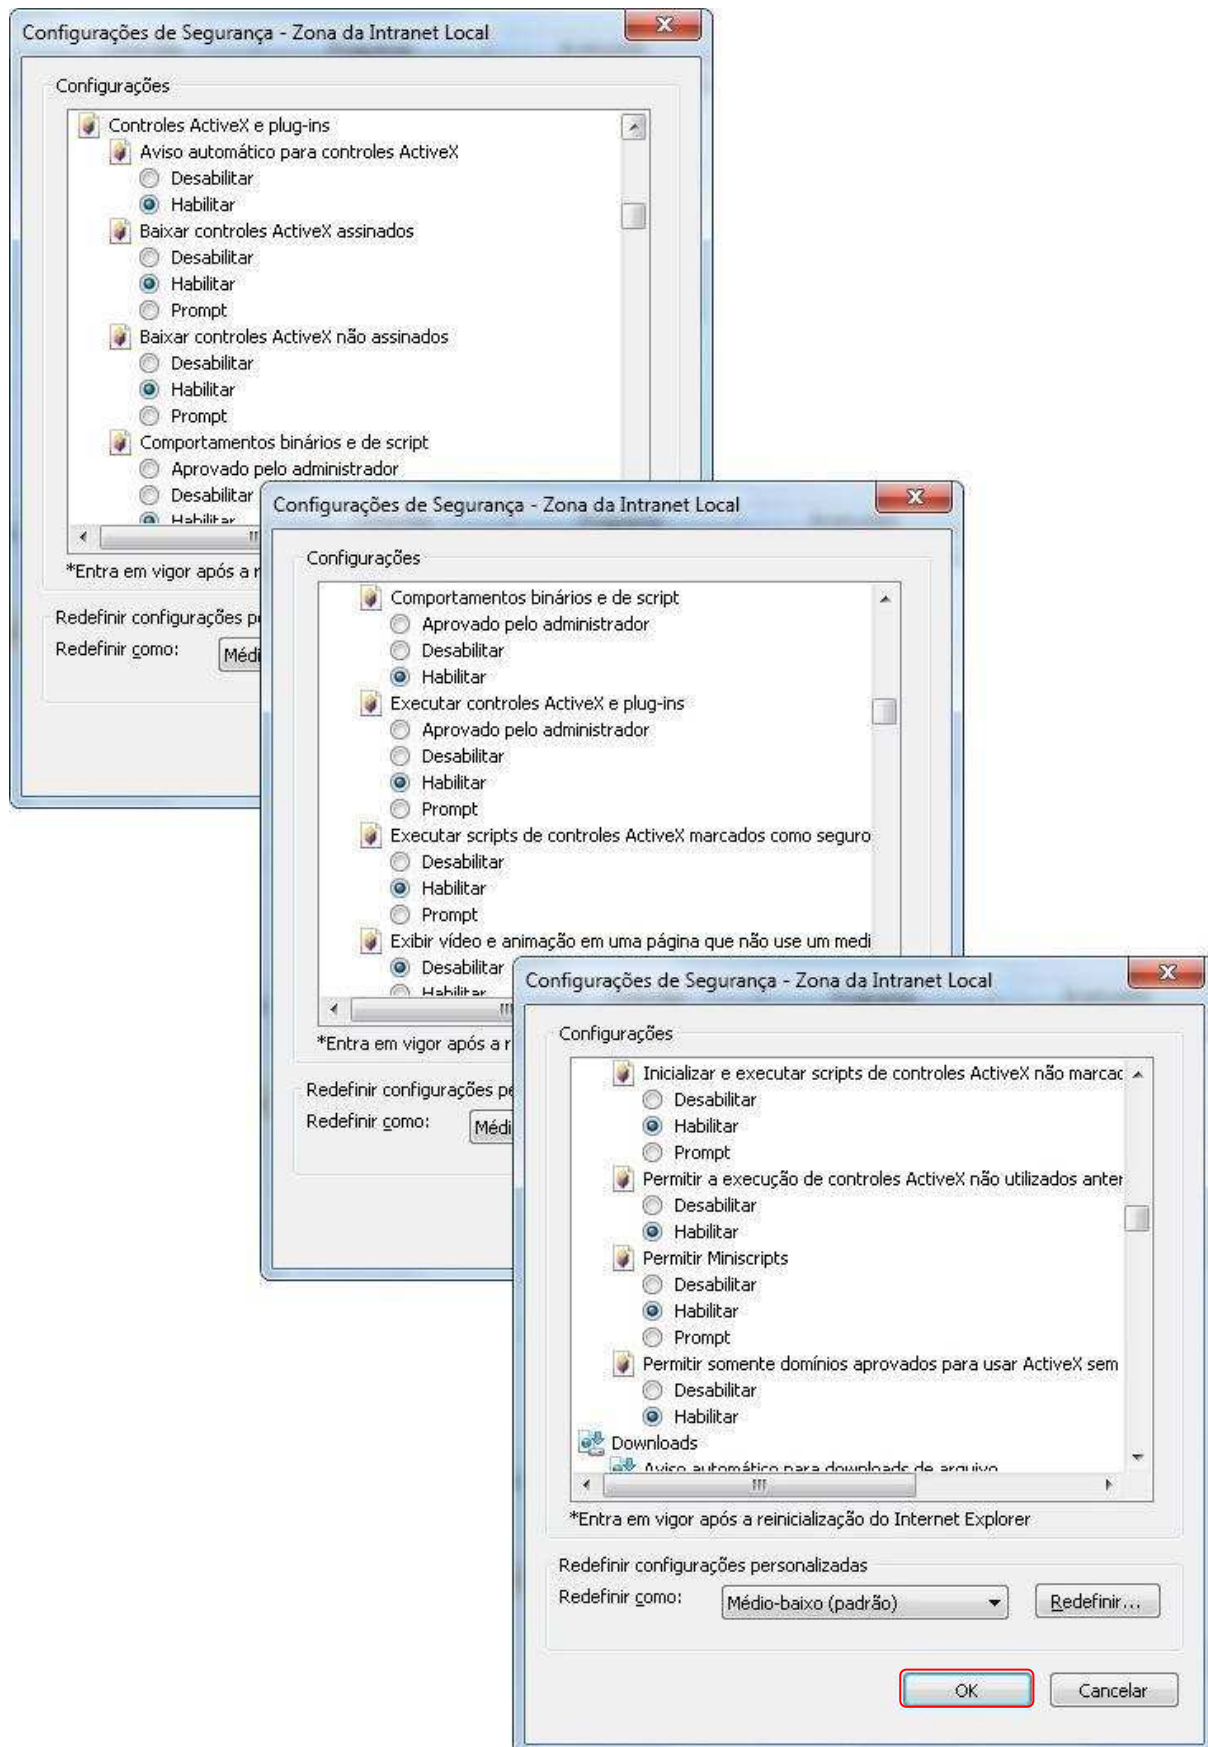 Configurações de Segurança - Zona da Intranet Local
Configurações
Controles ActiveX e plug-ins
Aviso automático para controles ActiveX
Desabilitar
Habilitar
Baixar controles ActiveX assinados
Desabilitar
Habilitar
Prompt
Baixar controles ActiveX não assinados
Desabilitar
Habilitar
Prompt
Comportamentos binários e de script
Aprovado pelo administrador
Desabilitar
Habilitar
*Entra em vigor após a r
Redefinir configurações p
Redefinir como:
Médi
Configurações de Segurança - Zona da Intranet Local
Configurações
Comportamentos binários e de script
Aprovado pelo administrador
Desabilitar
Habilitar
Executar controles ActiveX e plug-ins
Aprovado pelo administrador
Desabilitar
Habilitar
Prompt
Executar scripts de controles ActiveX marcados como seguro
Desabilitar
Habilitar
Prompt
Exibir vídeo e animação em uma página que não use um medi
Desabilitar
Habilitar
*Entra em vigor após a r
Redefinir configurações pe
Redefinir como:
Médi
Configurações de Segurança - Zona da Intranet Local
Configurações
Inicializar e executar scripts de controles ActiveX não marcac
Desabilitar
Habilitar
Prompt
Permitir a execução de controles ActiveX não utilizados anter
Desabilitar
Habilitar
Permitir Miniscripts
Desabilitar
Habilitar
Prompt
Permitir somente domínios aprovados para usar ActiveX sem
Desabilitar
Habilitar
Downloads
Aviso automático para downloads de arquivo
*Entra em vigor após a reinicialização do Internet Explorer
Redefinir configurações personalizadas
Redefinir como:
Médio-baixo (padrão)
Redefinir...
OK
Cancelar